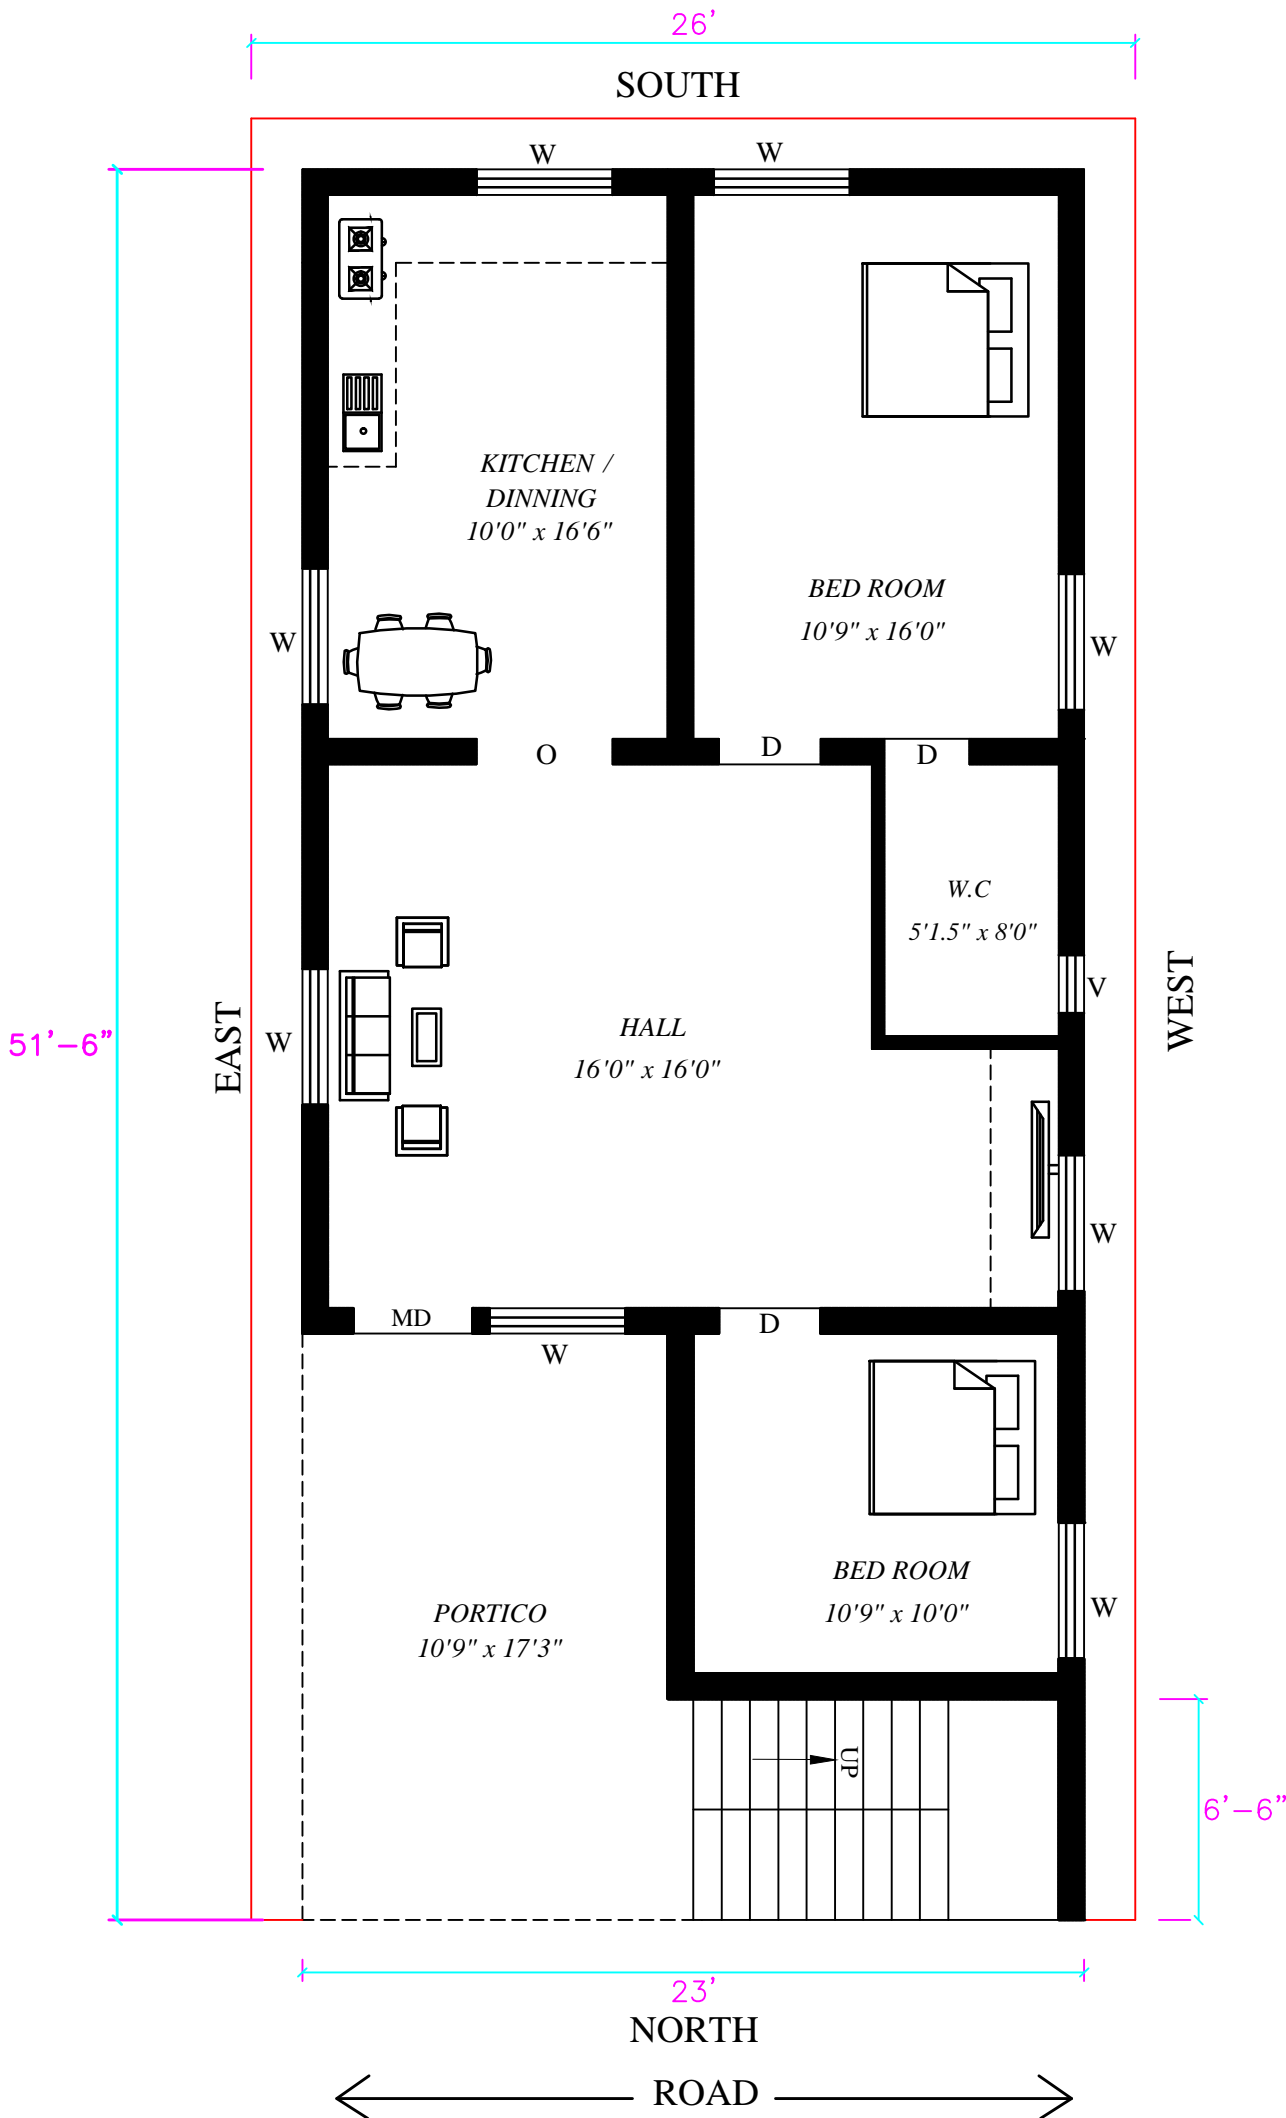 26'
SOUTH
W
W
KITCHEN /
DINNING
10'0" x 16'6"
BED ROOM
10'9" x 16'0"
W
W
O
D
D
W.C
5'1.5" x 8'0"
V
WEST
EAST
51'-6"
W
HALL
16'0" x 16'0"
W
MD
W
D
BED ROOM
10'9" x 10'0"
W
PORTICO
10'9" x 17'3"
UP
6'-6"
23'
NORTH
ROAD